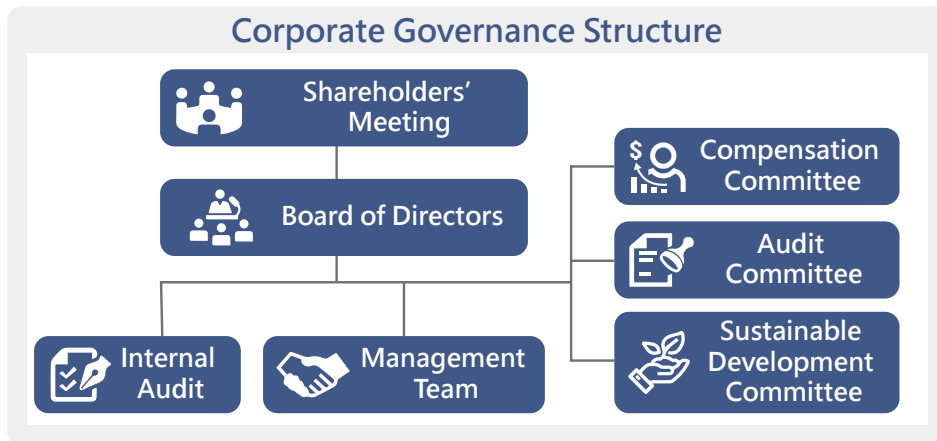 Corporate Governance Structure
Shareholders'
Meeting
Board of Directors
Compensation
Committee
Audit
Committee
Sustainable
Development
Committee
Internal
Audit
Management
Team
$